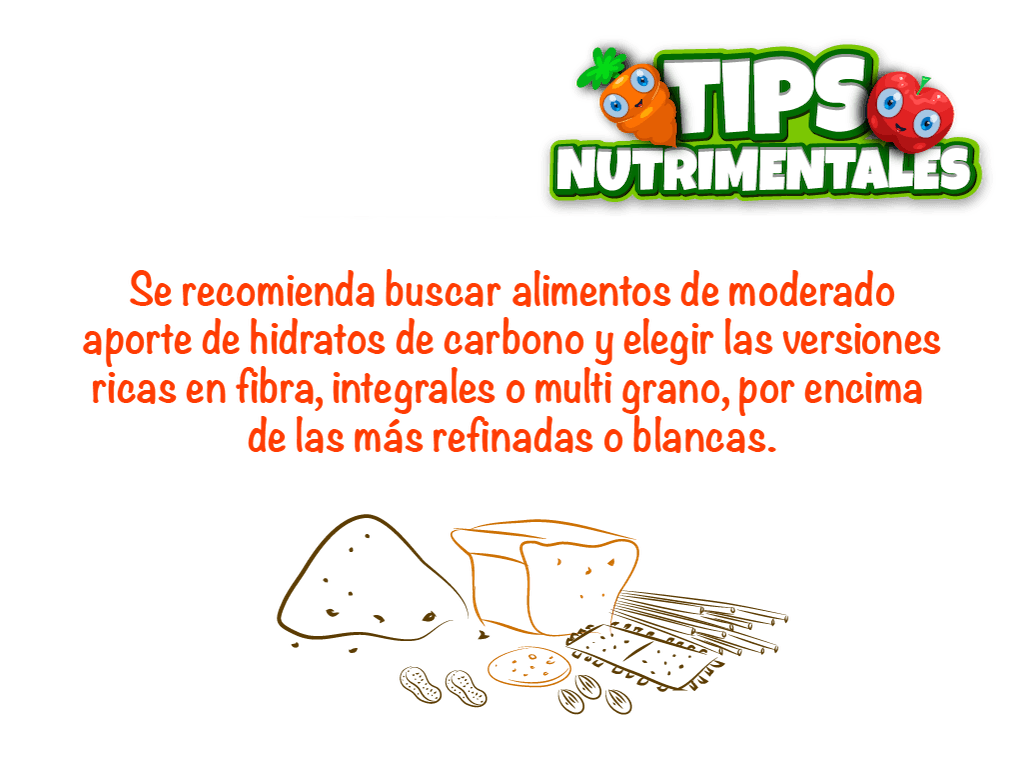 TIPS
NUTRIMENTALES
Se recomienda buscar alimentos de moderado
aporte de hidratos de carbono y elegir las versiones
ricas en fibra, integrales o multi grano, por encima
de las más refinadas o blancas.